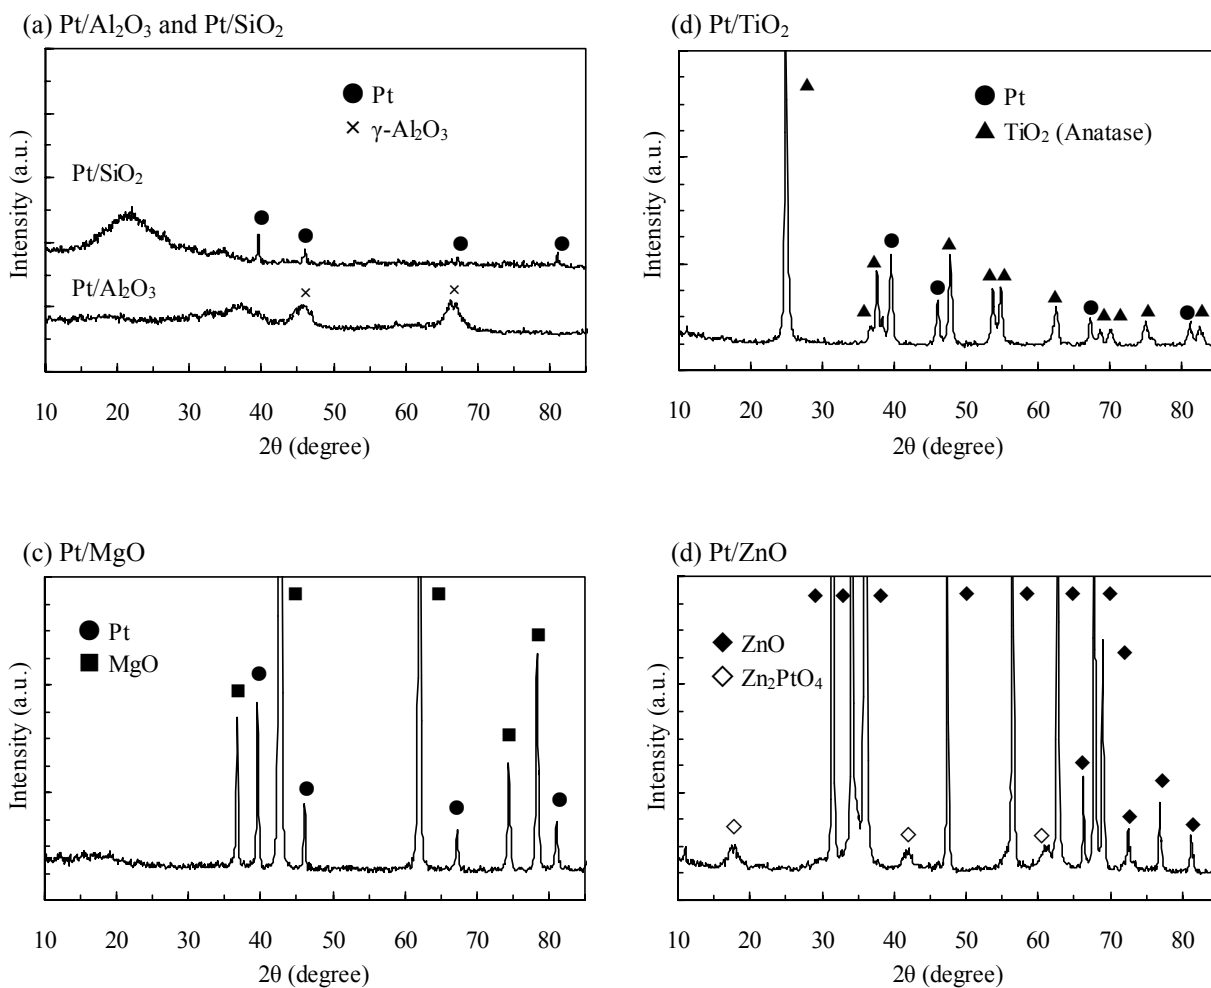 (a) Pt/Al₂O₃ and Pt/SiO₂
Pt
γ-Al₂O₃
Pt/SiO₂
Pt/Al₂O₃
Intensity (a.u.)
10 20 30 40 50 60 70 80
2θ (degree)
(d) Pt/TiO₂
Pt
TiO₂ (Anatase)
Intensity (a.u.)
10 20 30 40 50 60 70 80
2θ (degree)
(c) Pt/MgO
Pt
MgO
Intensity (a.u.)
10 20 30 40 50 60 70 80
2θ (degree)
(d) Pt/ZnO
ZnO
Zn₂PtO₄
Intensity (a.u.)
10 20 30 40 50 60 70 80
2θ (degree)